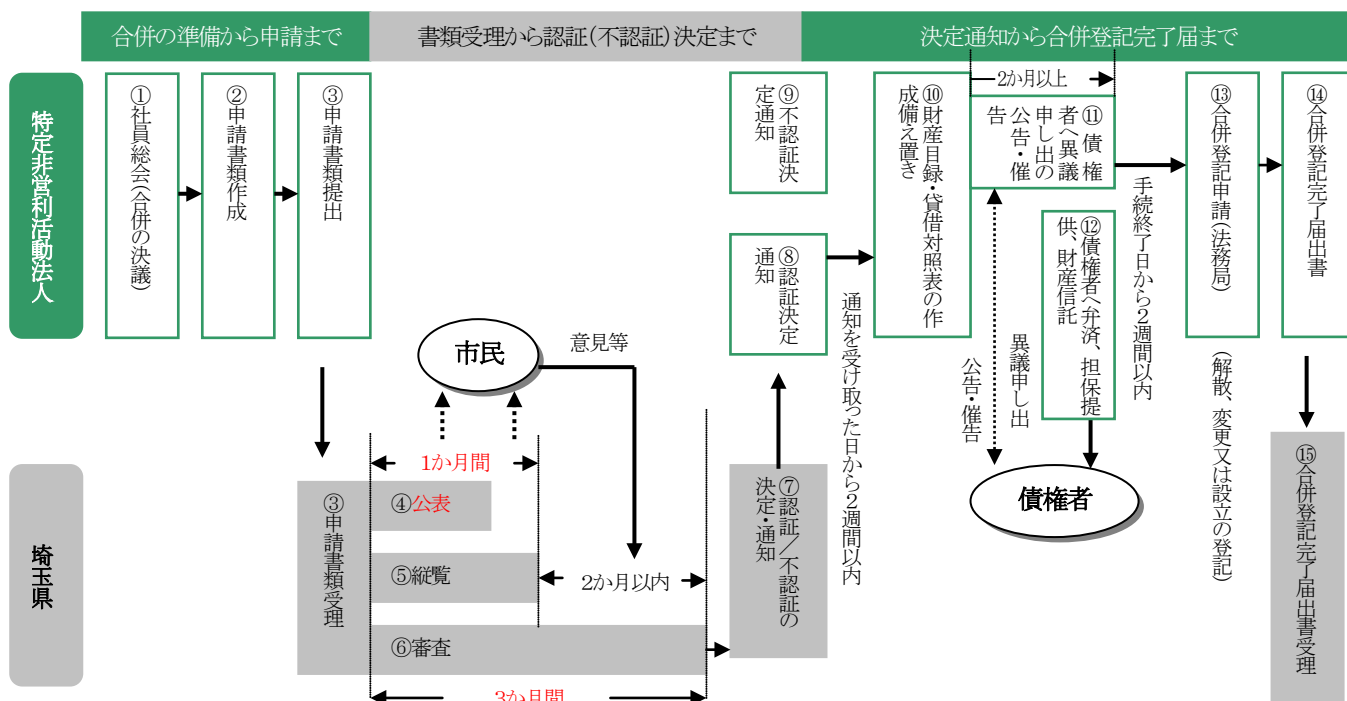 合併の準備から申請まで
書類受理から認証(不認証)決定まで
決定通知から合併登記完了届まで
特定非営利活動法人
①社員総会(合併の決議)
②申請書類作成
③申請書類提出
⑨不認証決
定通知
⑧認証決定
通知
通知を受け取った日から2週間以内
⑩財産目録・貸借対照表の作
成備え置き
2か月以上
⑪債権
者へ異議
申し出の
公告・催
告
⑫債権者へ弁済、担保提
供、財産信託
手続終了日から2週間以内
⑬合併登記申請(法務局)
(解散、変更又は設立の登記)
⑭合併登記完了届出書
市民
意見等
異議申し出
公告・催告
債権者
埼玉県
③申請書類受理
1か月間
④公表
⑤縦覧
2か月以内
⑥審査
3か月間
⑦認証/不認証の
決定・通知
⑮合併登記完了届出書受理